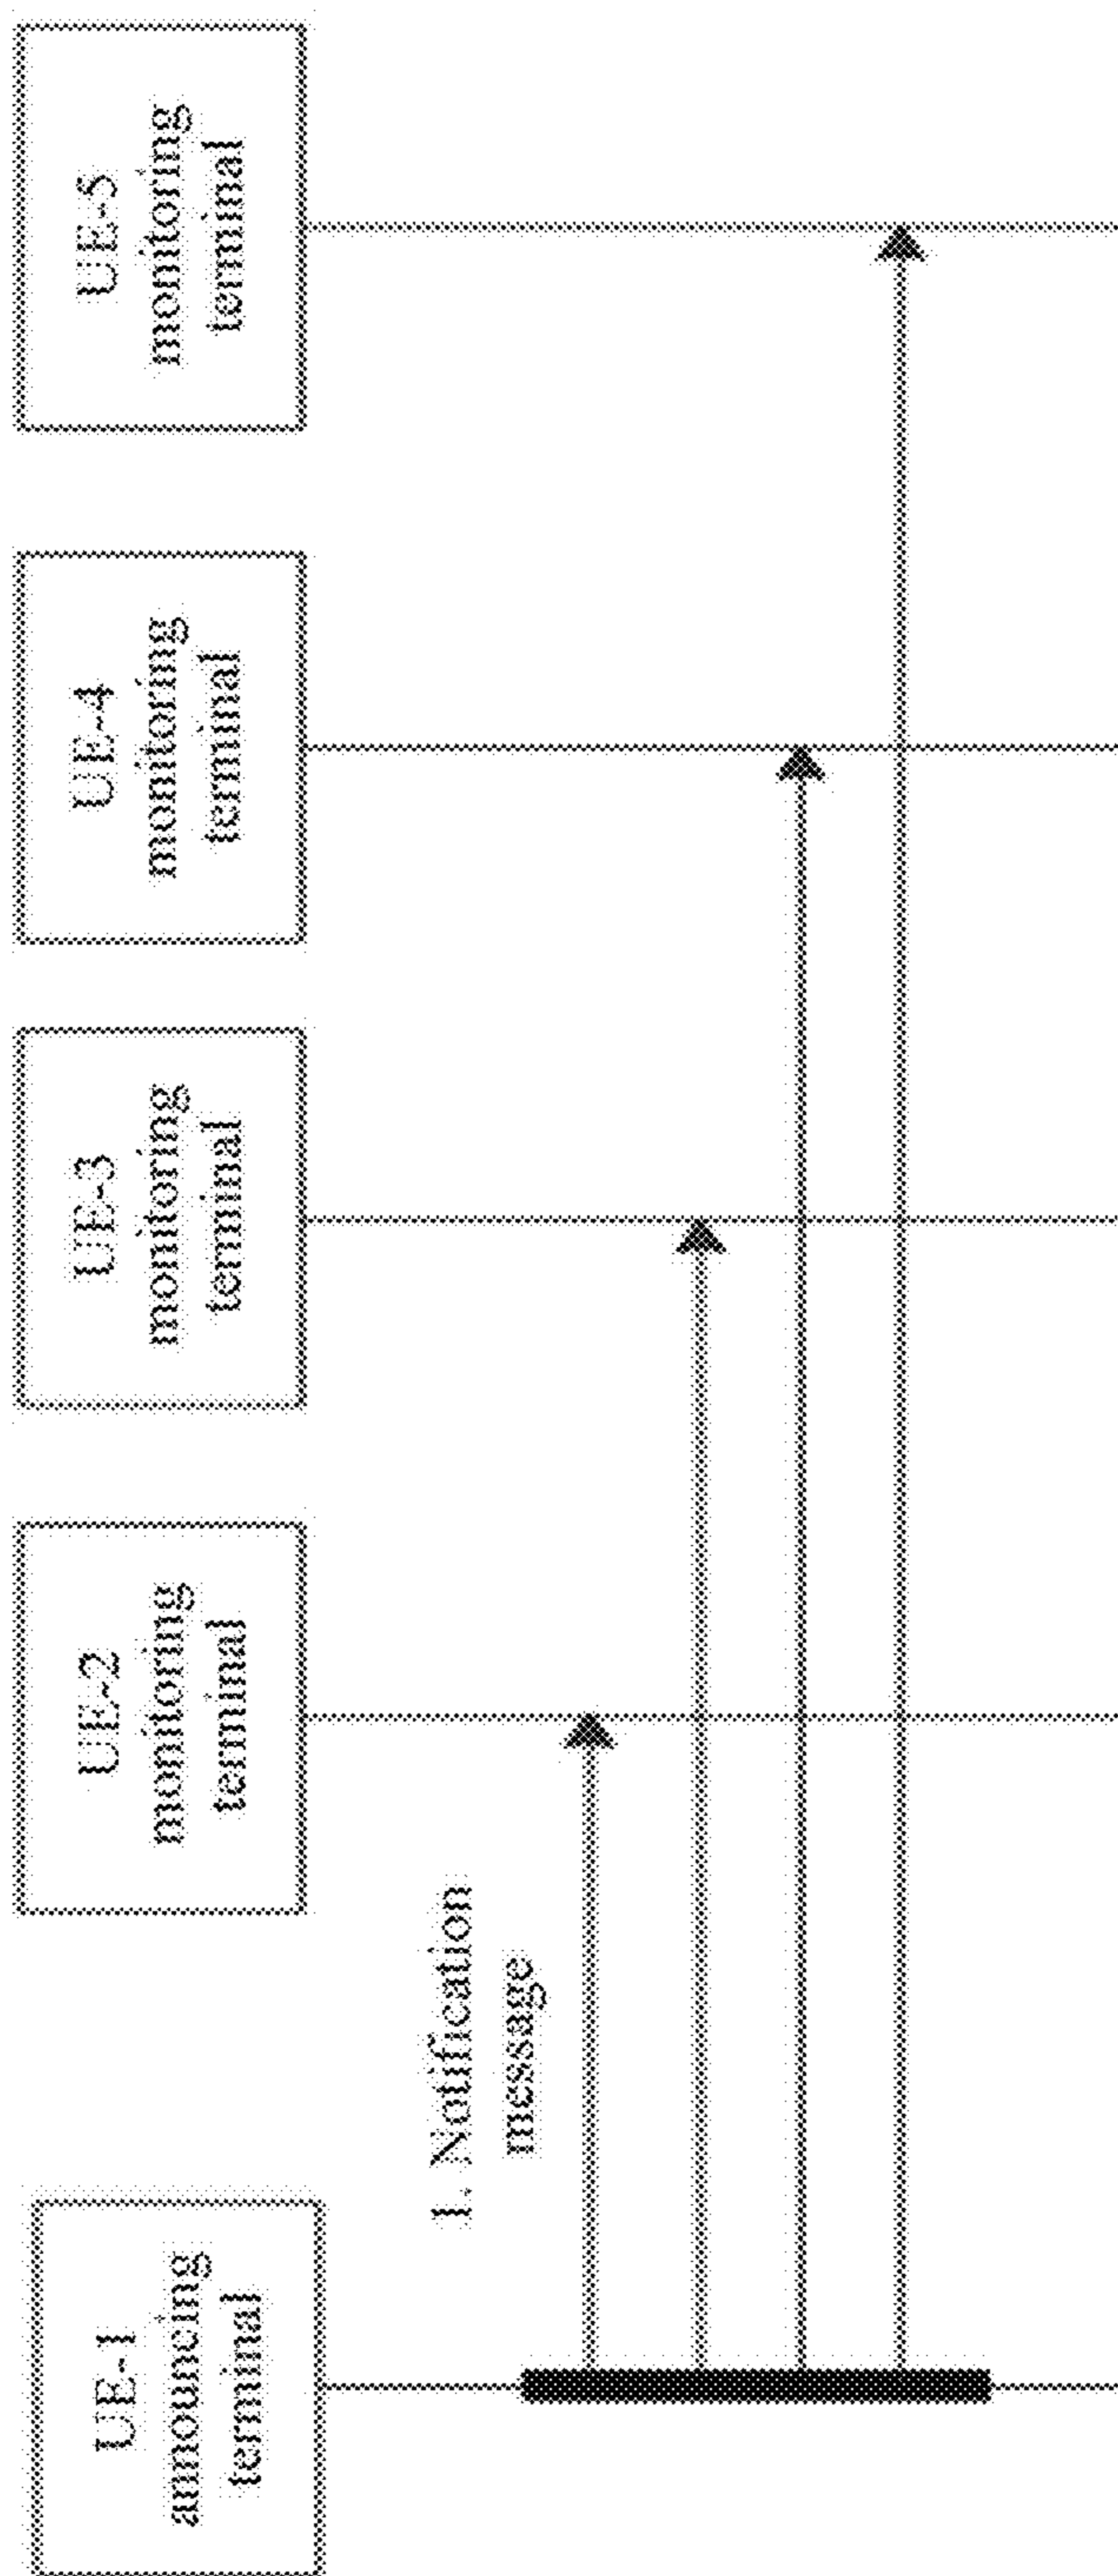 UE-1
announcing
terminal
UE-2
monitoring
terminal
UE-3
monitoring
terminal
UE-4
monitoring
terminal
UE-5
monitoring
terminal
1. Notification
message